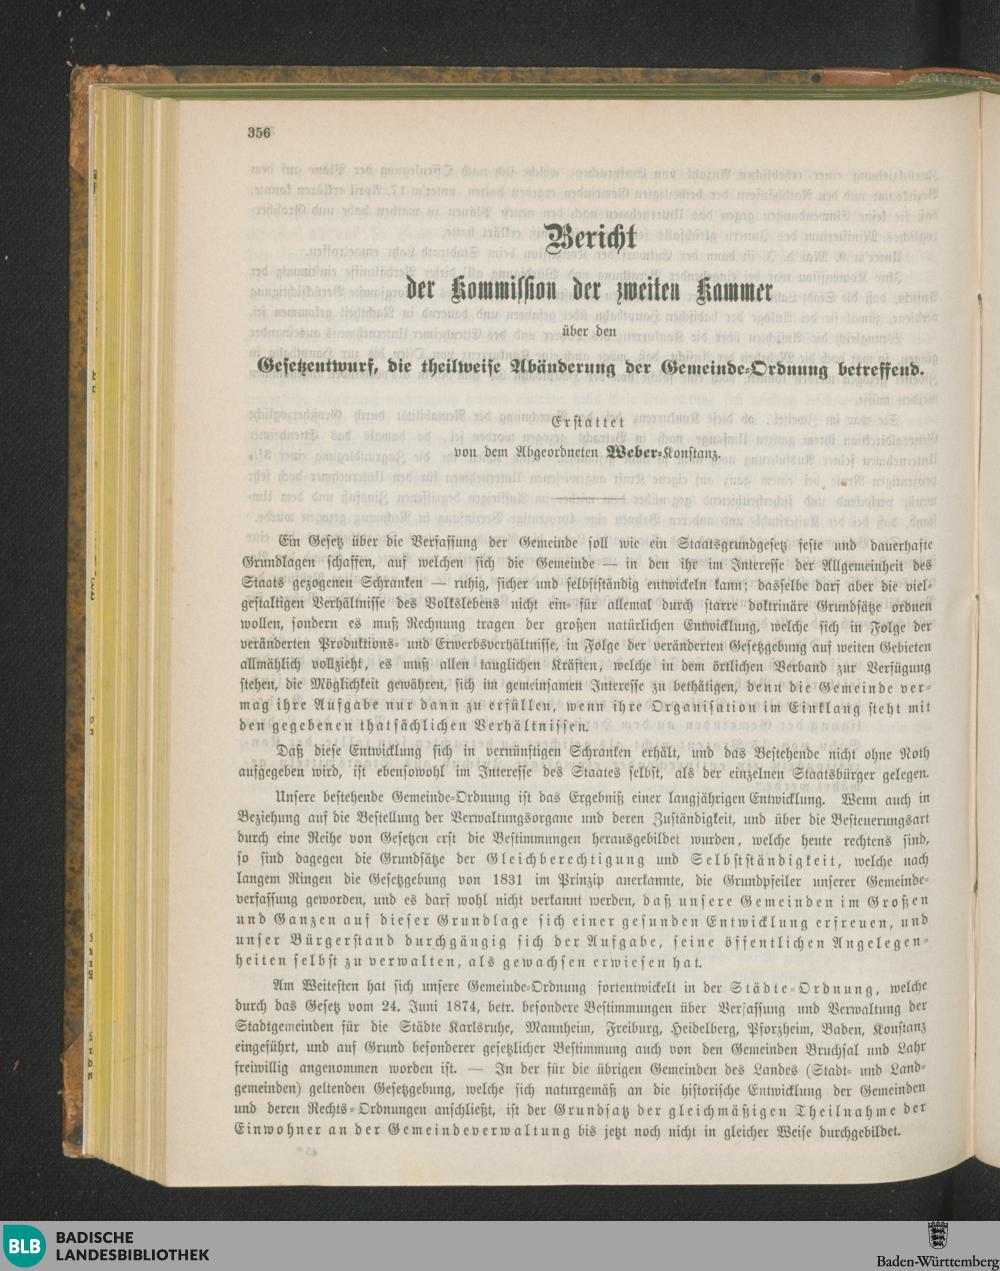 356
Bericht
der Kommission der zweiten Kammer
über den
Gesetzentwurf, die theilweise Abänderung der Gemeinde-Ordnung betreffend.
Erstattet
von dem Abgeordneten Weber-Konstanz.
Ein Gesetz über die Verfassung der Gemeinde soll wie ein Staatsgrundgesetz feste und dauerhafte
Grundlagen schaffen, auf welchen sich die Gemeinde — in den ihr im Interesse der Allgemeinheit des
Staats gezogenen Schranken — ruhig, sicher und selbstständig entwickeln kann; dasselbe darf aber die viel-
gestaltigen Verhältnisse des Volkslebens nicht ein- für allemal durch starre doktrinäre Grundsätze ordnen
wollen, sondern es muß Rechnung tragen der großen natürlichen Entwicklung, welche sich in Folge der
veränderten Produktions- und Erwerbsverhältnisse, in Folge der veränderten Gesetzgebung auf weiten Gebieten
allmählich vollzieht, es muß allen tauglichen Kräften, welche in dem örtlichen Verband zur Verfügung
stehen, die Möglichkeit gewähren, sich im gemeinsamen Interesse zu bethätigen, denn die Gemeinde ver-
mag ihre Aufgabe nur dann zu erfüllen, wenn ihre Organisation im Einklang steht mit
den gegebenen thatsächlichen Verhältnissen.
Daß diese Entwicklung sich in vernünftigen Schranken erhält, und das Bestehende nicht ohne Noth
aufgegeben wird, ist ebensowohl im Interesse des Staates selbst, als der einzelnen Staatsbürger gelegen.
Unsere bestehende Gemeinde-Ordnung ist das Ergebniß einer langjährigen Entwicklung. Wenn auch in
Beziehung auf die Bestellung der Verwaltungsorgane und deren Zuständigkeit, und über die Besteuerungsart
durch eine Reihe von Gesetzen erst die Bestimmungen herausgebildet wurden, welche heute rechtens sind,
so sind dagegen die Grundsätze der Gleichberechtigung und Selbstständigkeit, welche nach
langem Ringen die Gesetzgebung von 1831 im Prinzip anerkannte, die Grundpfeiler unserer Gemeinde-
verfassung geworden, und es darf wohl nicht verkannt werden, daß unsere Gemeinden im Großen
und Ganzen auf dieser Grundlage sich einer gesunden Entwicklung erfreuen, und
unser Bürgerstand durchgängig sich der Aufgabe, seine öffentlichen Angelegen-
heiten selbst zu verwalten, als gewachsen erwiesen hat.
Am Weitesten hat sich unsere Gemeinde-Ordnung fortentwickelt in der Städte-Ordnung, welche
durch das Gesetz vom 24. Juni 1874, betr. besondere Bestimmungen über Verfassung und Verwaltung der
Stadtgemeinden für die Städte Karlsruhe, Mannheim, Freiburg, Heidelberg, Pforzheim, Baden, Konstanz
eingeführt, und auf Grund besonderer gesetzlicher Bestimmung auch von den Gemeinden Bruchsal und Lahr
freiwillig angenommen worden ist. — In der für die übrigen Gemeinden des Landes (Stadt- und Land-
gemeinden) geltenden Gesetzgebung, welche sich naturgemäß an die historische Entwicklung der Gemeinden
und deren Rechts-Ordnungen anschließt, ist der Grundsatz der gleichmäßigen Theilnahme der
Einwohner an der Gemeindeverwaltung bis jetzt noch nicht in gleicher Weise durchgebildet.
BLB
BADISCHE
LANDESBIBLIOTHEK
Baden-Württemberg